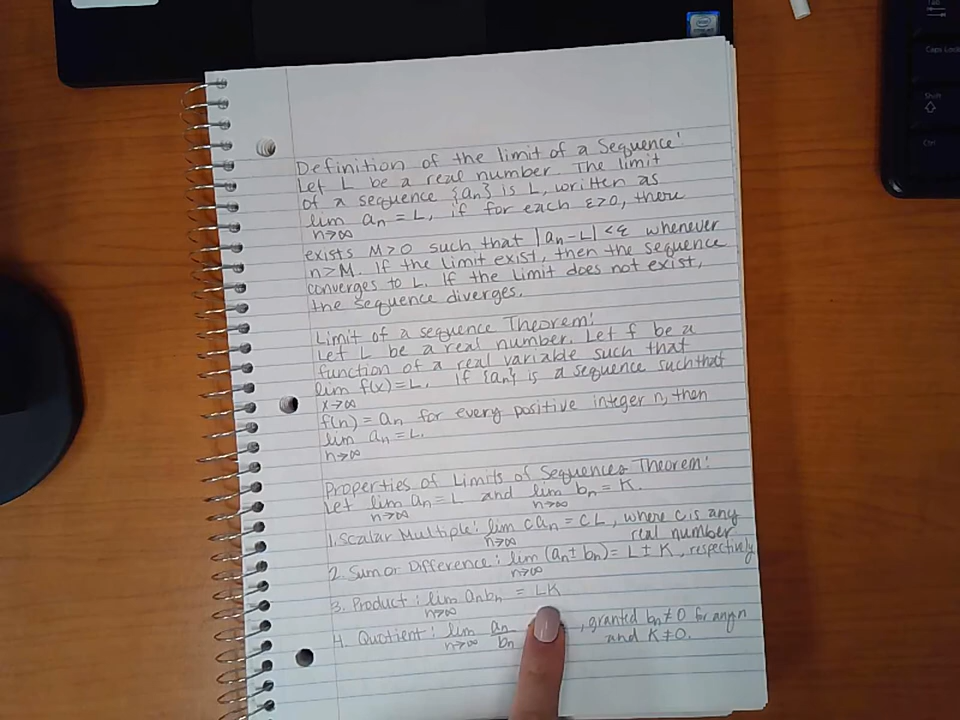 Tab
Caps Lock
Shift
Ctrl
Definition of the limit of a Sequence:
Let L be a real number. The limit
of a sequence {an} is L, written as
lim an = L, if for each ε>0, there
n→∞
exists M>0 such that |an-L| <ε whenever
n>M. If the limit exist, then the sequence
converges to L. If the Limit does not exist,
the sequence diverges.
Limit of a sequence Theorem:
Let L be a real number. Let f be a
function of a real variable such that
lim f(x)=L. If {an} is a sequence such that
x→∞
f(n) = an for every positive integer n, then
lim an = L.
n→∞
Properties of Limits of Sequences Theorem:
Let lim an = L and lim bn = K.
n→∞ n→∞
1. Scalar Multiple: lim can = cL, where c is any
n→∞ real number
2. Sum or Difference: lim (an ± bn) = L ± K, respectively
n→∞
3. Product: lim anbn = LK
n→∞
4. Quotient: lim an , granted bn≠0 for any n
n→∞ bn and K≠0.